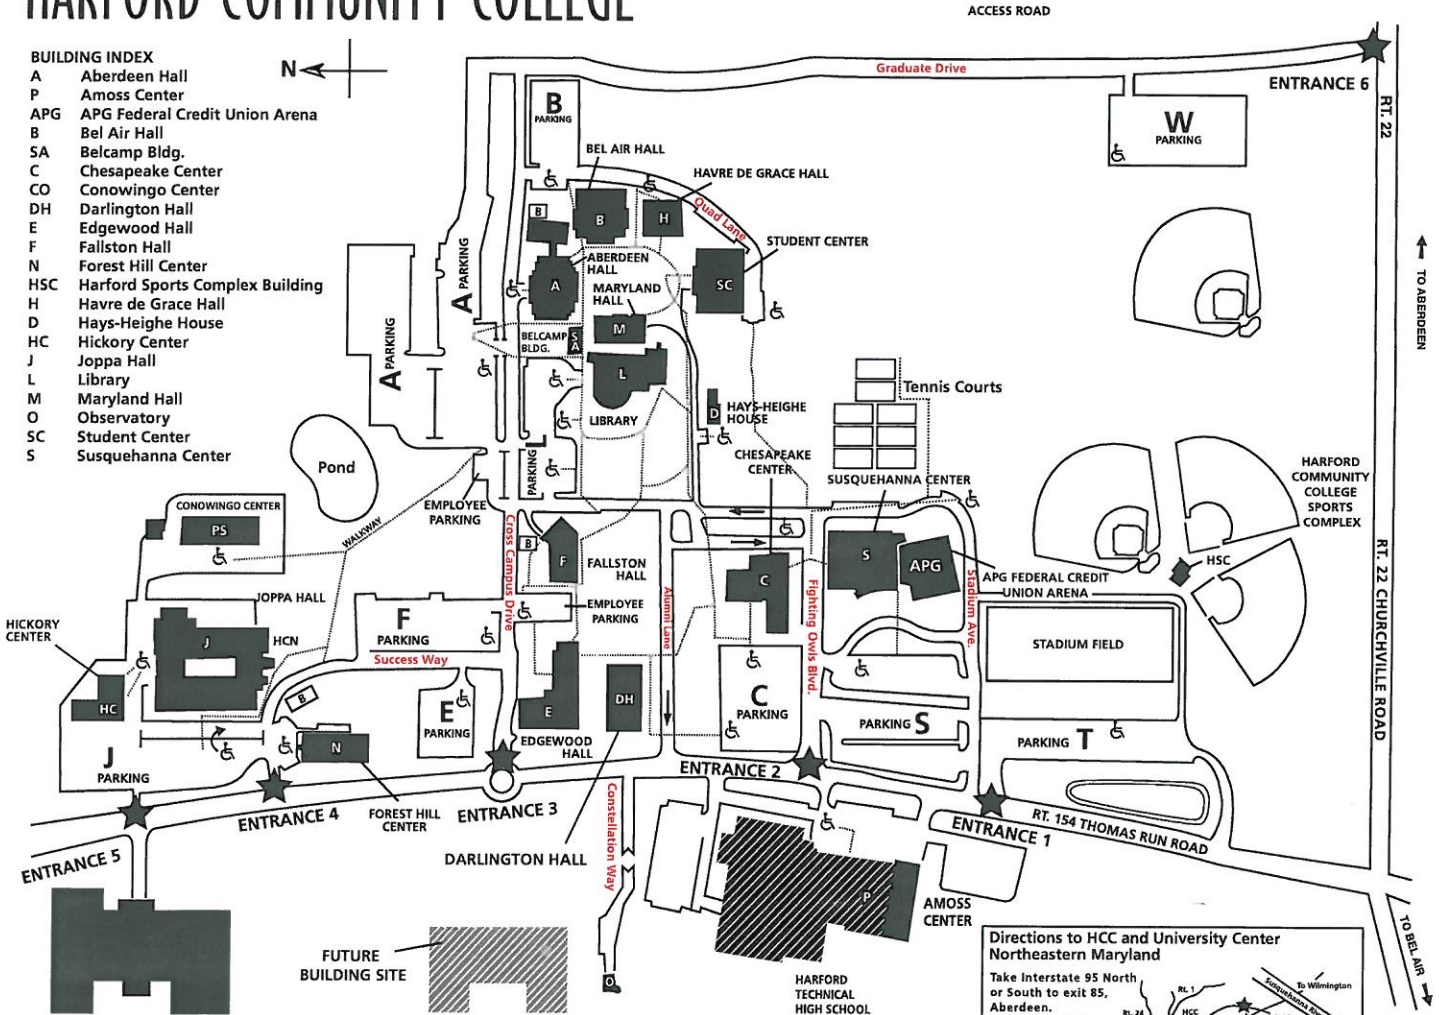 HARFORD COMMUNITY COLLEGE
ACCESS ROAD
BUILDING INDEX
A Aberdeen Hall
P Amoss Center
APG APG Federal Credit Union Arena
B Bel Air Hall
SA Belcamp Bldg.
C Chesapeake Center
CO Conowingo Center
DH Darlington Hall
E Edgewood Hall
F Fallston Hall
N Forest Hill Center
HSC Harford Sports Complex Building
H Havre de Grace Hall
D Hays-Heighe House
HC Hickory Center
J Joppa Hall
L Library
M Maryland Hall
O Observatory
SC Student Center
S Susquehanna Center
N
Graduate Drive
ENTRANCE 6
RT. 22
B
PARKING
W
PARKING
BEL AIR HALL
HAVRE DE GRACE HALL
Quad Lane
B
B
H
STUDENT CENTER
ABERDEEN
HALL
A
SC
MARYLAND
HALL
M
A PARKING
A PARKING
BELCAMP
BLDG.
SA
L
LIBRARY
TO ABERDEEN
Tennis Courts
D
HAYS-HEIGHE
HOUSE
CHESAPEAKE
CENTER
SUSQUEHANNA CENTER
L PARKING
Pond
EMPLOYEE
PARKING
WALKWAY
CONOWINGO CENTER
PS
HARFORD
COMMUNITY
COLLEGE
SPORTS
COMPLEX
HSC
RT. 22 CHURCHVILLE ROAD
Cross Campus Drive
B
F
FALLSTON
HALL
EMPLOYEE
PARKING
Alumni Lane
C
Fighting Owls Blvd.
S
APG
APG FEDERAL CREDIT
UNION ARENA
Stadium Ave.
STADIUM FIELD
JOPPA HALL
HICKORY
CENTER
J
HCN
F
PARKING
Success Way
HC
B
N
E
PARKING
E
EDGEWOOD
HALL
DH
C
PARKING
PARKING S
PARKING T
J
PARKING
ENTRANCE 2
ENTRANCE 3
ENTRANCE 4
ENTRANCE 5
ENTRANCE 1
FOREST HILL
CENTER
RT. 154 THOMAS RUN ROAD
DARLINGTON HALL
Constellation Way
P
AMOSS
CENTER
FUTURE
BUILDING SITE
O
HARFORD
TECHNICAL
HIGH SCHOOL
TO BEL AIR
Directions to HCC and University Center
Northeastern Maryland
Take Interstate 95 North
or South to exit 85,
Aberdeen.
Rt. 1
Rt. 24
HCC
To Wilmington